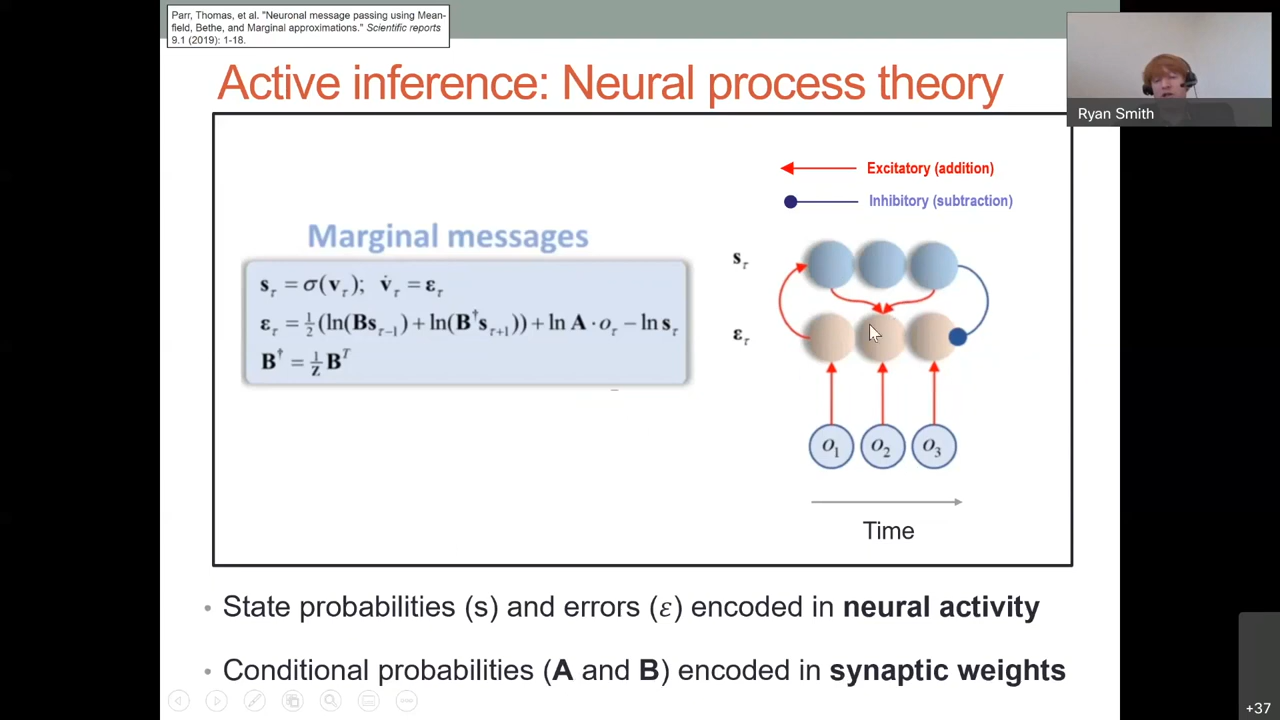 Parr, Thomas, et al. "Neuronal message passing using Mean-
field, Bethe, and Marginal approximations." Scientific reports
9.1 (2019): 1-18.
Active inference: Neural process theory
Ryan Smith
Excitatory (addition)
Inhibitory (subtraction)
Marginal messages
s_τ = σ(v_τ); v̇_τ = ε_τ
ε_τ = ½(ln(Bs_τ−1) + ln(B†s_τ+1)) + ln A · o_τ − ln s_τ
B† = 1/Z B^T
s_τ
ε_τ
o₁ o₂ o₃
Time
• State probabilities (s) and errors (ε) encoded in neural activity
• Conditional probabilities (A and B) encoded in synaptic weights
+37